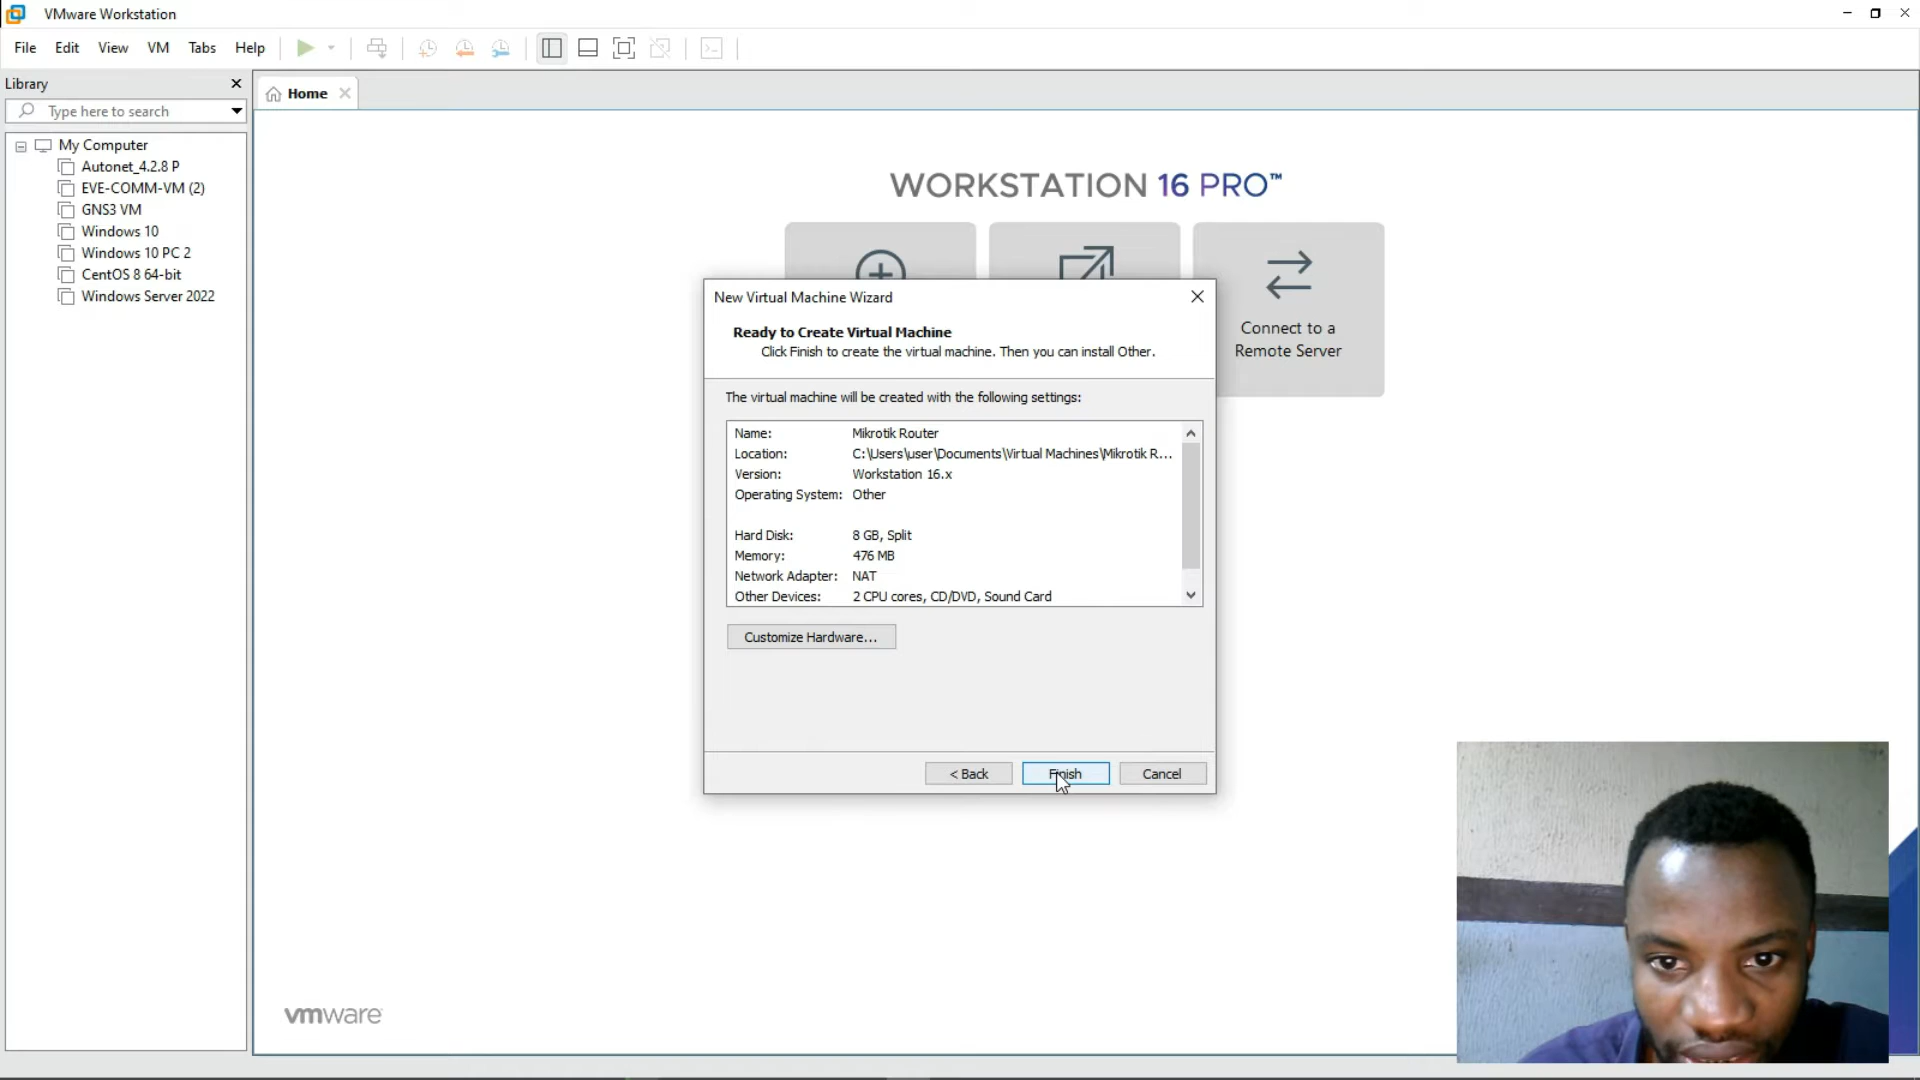 VMware Workstation
File Edit View VM Tabs Help
Library
Type here to search
Home
My Computer
Autonet_4.2.8 P
EVE-COMM-VM (2)
GNS3 VM
Windows 10
Windows 10 PC 2
CentOS 8 64-bit
Windows Server 2022
WORKSTATION 16 PRO™
Connect to a
Remote Server
New Virtual Machine Wizard
Ready to Create Virtual Machine
Click Finish to create the virtual machine. Then you can install Other.
The virtual machine will be created with the following settings:
Name: Mikrotik Router
Location: C:\Users\user\Documents\Virtual Machines\Mikrotik R...
Version: Workstation 16.x
Operating System: Other
Hard Disk: 8 GB, Split
Memory: 476 MB
Network Adapter: NAT
Other Devices: 2 CPU cores, CD/DVD, Sound Card
Customize Hardware...
< Back Finish Cancel
vmware